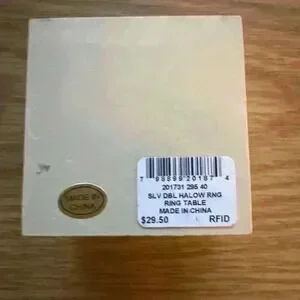 7 98899 20187 4
201731 295 40
SLV DBL HALOW RNG
RING TABLE
MADE IN CHINA
$29.50 RFID
MADE IN
CHINA